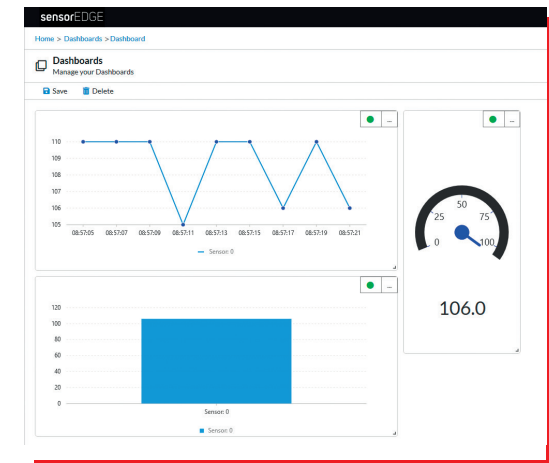 sensorEDGE
Home > Dashboards >Dashboard
Dashboards
Manage your Dashboards
Save Delete
...
110
109
108
107
106
105
08:57:05 08:57:07 08:57:09 08:57:11 08:57:13 08:57:15 08:57:17 08:57:19 08:57:21
Sensor: 0
...
0 25 50 75 100
106.0
...
120
100
80
60
40
20
0
Sensor: 0
Sensor: 0